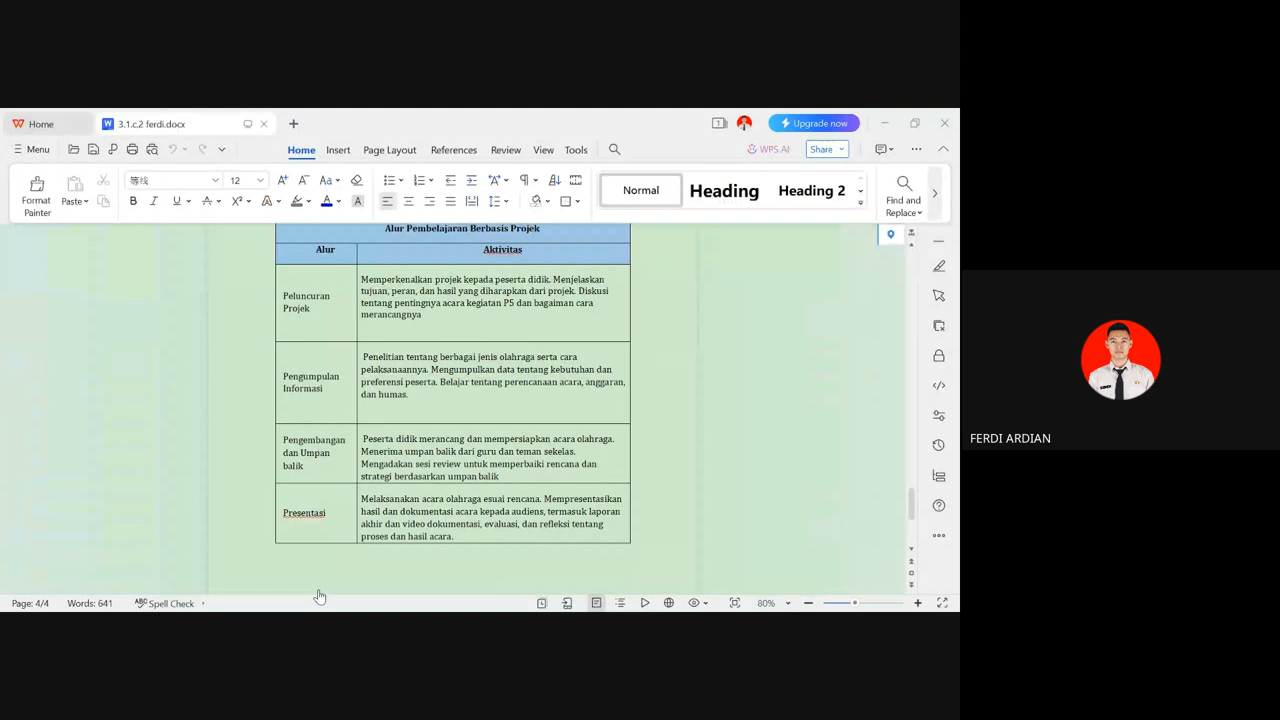 Home
3.1.c.2 ferdi.docx
Upgrade now
Menu
Home Insert Page Layout References Review View Tools
WPS AI
Share
Format Painter
Paste
等线
12
Normal
Heading
Heading 2
Find and Replace
Alur Pembelajaran Berbasis Projek
Alur
Aktivitas
Peluncuran
Projek
Memperkenalkan projek kepada peserta didik. Menjelaskan
tujuan, peran, dan hasil yang diharapkan dari projek. Diskusi
tentang pentingnya acara kegiatan P5 dan bagaiman cara
merancangnya
Pengumpulan
Informasi
Penelitian tentang berbagai jenis olahraga serta cara
pelaksanaannya. Mengumpulkan data tentang kebutuhan dan
preferensi peserta. Belajar tentang perencanaan acara, anggaran,
dan humas.
Pengembangan
dan Umpan
balik
Peserta didik merancang dan mempersiapkan acara olahraga.
Menerima umpan balik dari guru dan teman sekelas.
Mengadakan sesi review untuk memperbaiki rencana dan
strategi berdasarkan umpan balik
Presentasi
Melaksanakan acara olahraga esuai rencana. Mempresentasikan
hasil dan dokumentasi acara kepada audiens, termasuk laporan
akhir dan video dokumentasi, evaluasi, dan refleksi tentang
proses dan hasil acara.
Page: 4/4
Words: 641
Spell Check
80%
FERDI ARDIAN